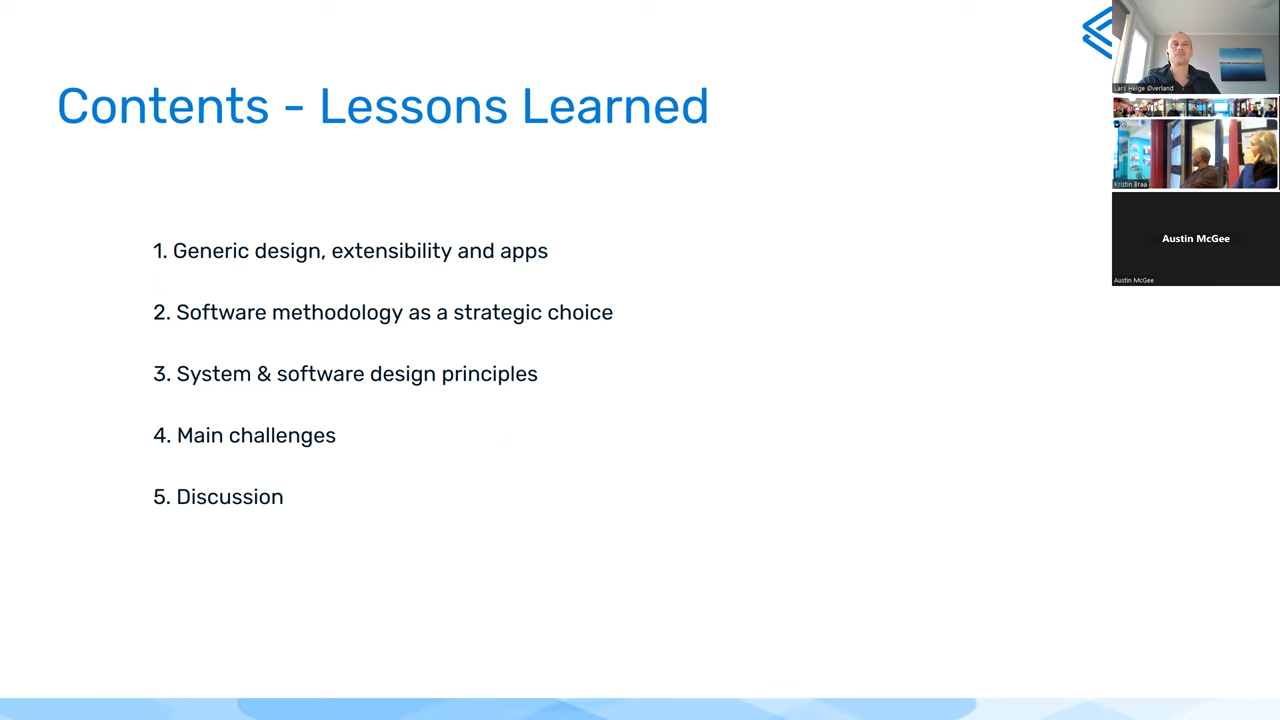 Contents - Lessons Learned
1. Generic design, extensibility and apps
2. Software methodology as a strategic choice
3. System & software design principles
4. Main challenges
5. Discussion
Lars Helge Øverland
Kristin Braa
Austin McGee
Austin McGee